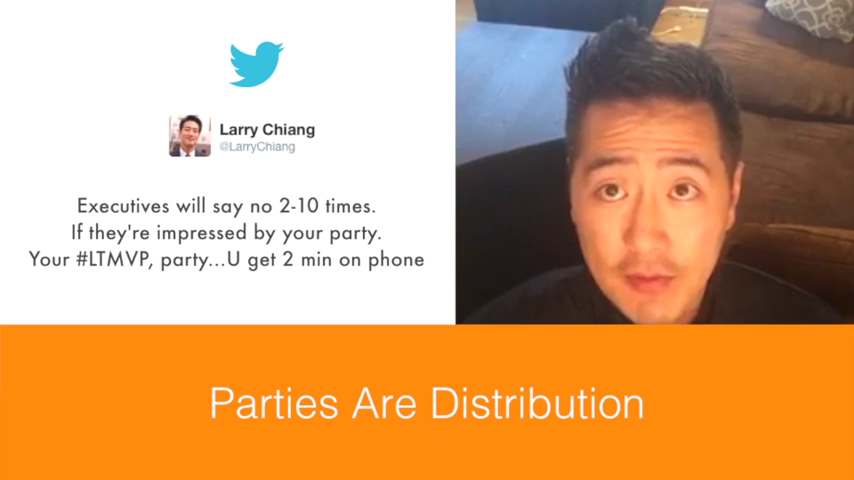 Larry Chiang
@LarryChiang
Executives will say no 2-10 times.
If they're impressed by your party.
Your #LTMVP, party...U get 2 min on phone
Parties Are Distribution